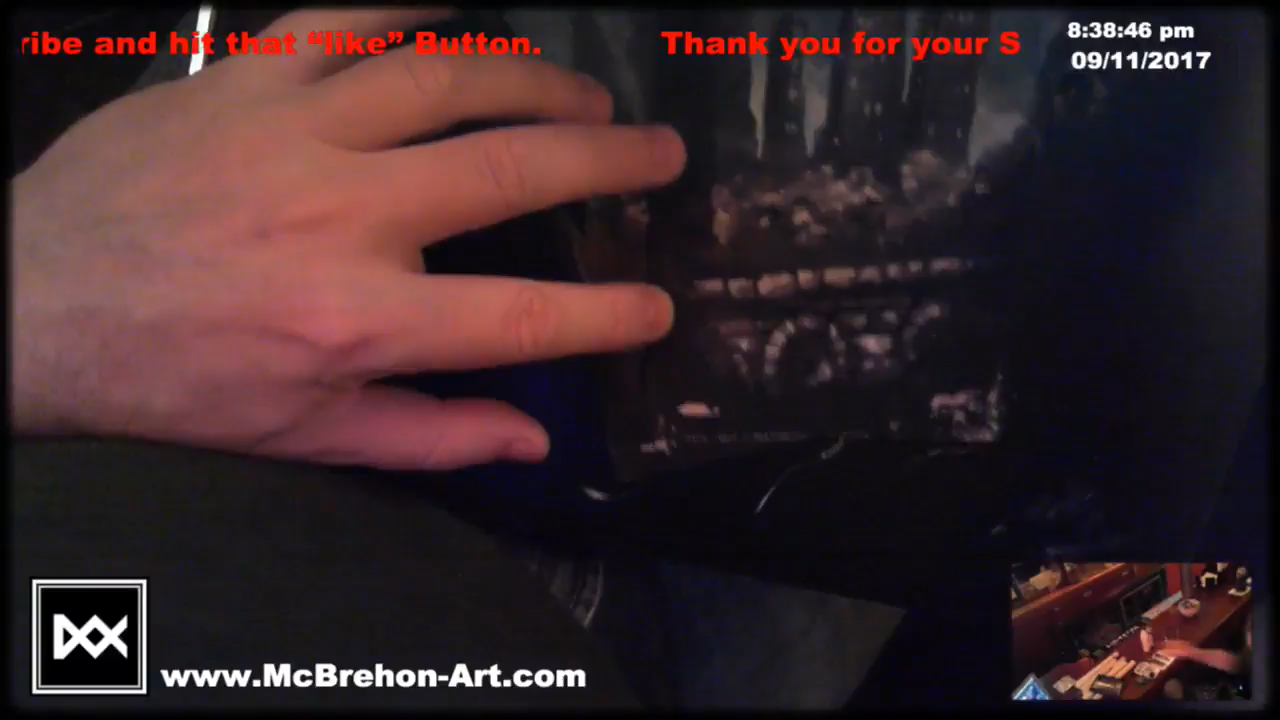 ribe and hit that “like” Button. Thank you for your S
8:38:46 pm
09/11/2017
www.McBrehon-Art.com